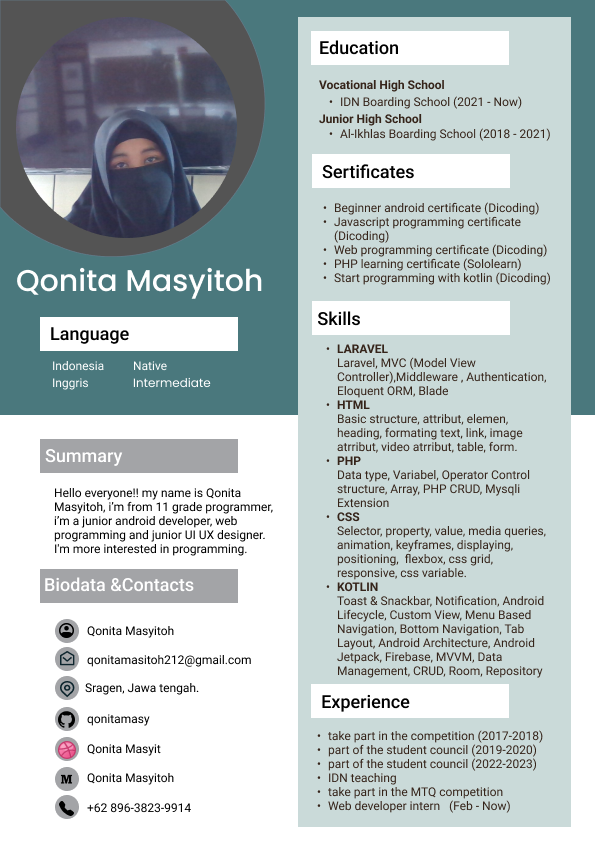 Qonita Masyitoh
Language
Indonesia Native
Inggris Intermediate
Summary
Hello everyone!! my name is Qonita
Masyitoh, i'm from 11 grade programmer,
i'm a junior android developer, web
programming and junior UI UX designer.
I'm more interested in programming.
Biodata &Contacts
Qonita Masyitoh
qonitamasitoh212@gmail.com
Sragen, Jawa tengah.
qonitamasy
Qonita Masyit
M Qonita Masyitoh
+62 896-3823-9914
Education
Vocational High School
• IDN Boarding School (2021 - Now)
Junior High School
• Al-Ikhlas Boarding School (2018 - 2021)
Sertificates
• Beginner android certificate (Dicoding)
• Javascript programming certificate
(Dicoding)
• Web programming certificate (Dicoding)
• PHP learning certificate (Sololearn)
• Start programming with kotlin (Dicoding)
Skills
• LARAVEL
Laravel, MVC (Model View
Controller),Middleware , Authentication,
Eloquent ORM, Blade
• HTML
Basic structure, attribut, elemen,
heading, formating text, link, image
atrribut, video atrribut, table, form.
• PHP
Data type, Variabel, Operator Control
structure, Array, PHP CRUD, Mysqli
Extension
• CSS
Selector, property, value, media queries,
animation, keyframes, displaying,
positioning, flexbox, css grid,
responsive, css variable.
• KOTLIN
Toast & Snackbar, Notification, Android
Lifecycle, Custom View, Menu Based
Navigation, Bottom Navigation, Tab
Layout, Android Architecture, Android
Jetpack, Firebase, MVVM, Data
Management, CRUD, Room, Repository
Experience
• take part in the competition (2017-2018)
• part of the student council (2019-2020)
• part of the student council (2022-2023)
• IDN teaching
• take part in the MTQ competition
• Web developer intern (Feb - Now)